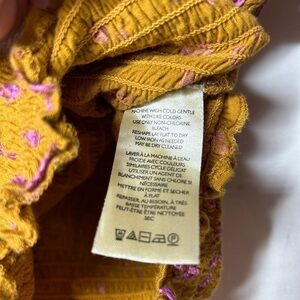 MACHINE WASH COLD GENTLE
WITH LIKE COLORS
USE ONLY NON-CHLORINE
BLEACH
RESHAPE LAY FLAT TO DRY
LOW IRON AS NEEDED
MAY BE DRY CLEANED
LAVER À LA MACHINE À L'EAU
FROIDE AVEC COULEURS
SIMILAIRES CYCLE DÉLICAT
UTILISER UN AGENT DE
BLANCHIMENT SANS CHLORE SI
NÉCESSAIRE
METTRE EN FORME ET SÉCHER
À PLAT
REPASSER, AU BESOIN, À TRÈS
BASSE TEMPÉRATURE
PEUT-ÊTRE ÊTRE NETTOYÉE
SEC